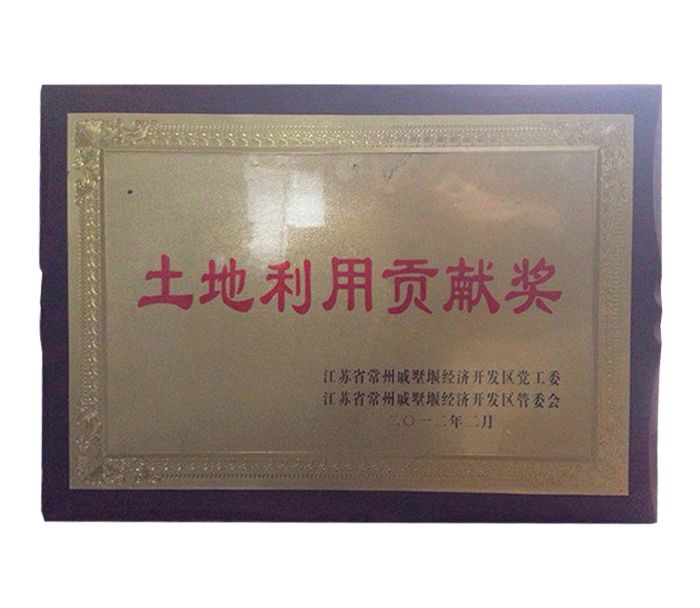 土地利用贡献奖
江苏省常州戚墅堰经济开发区党工委
江苏省常州戚墅堰经济开发区管委会
二〇一二年二月